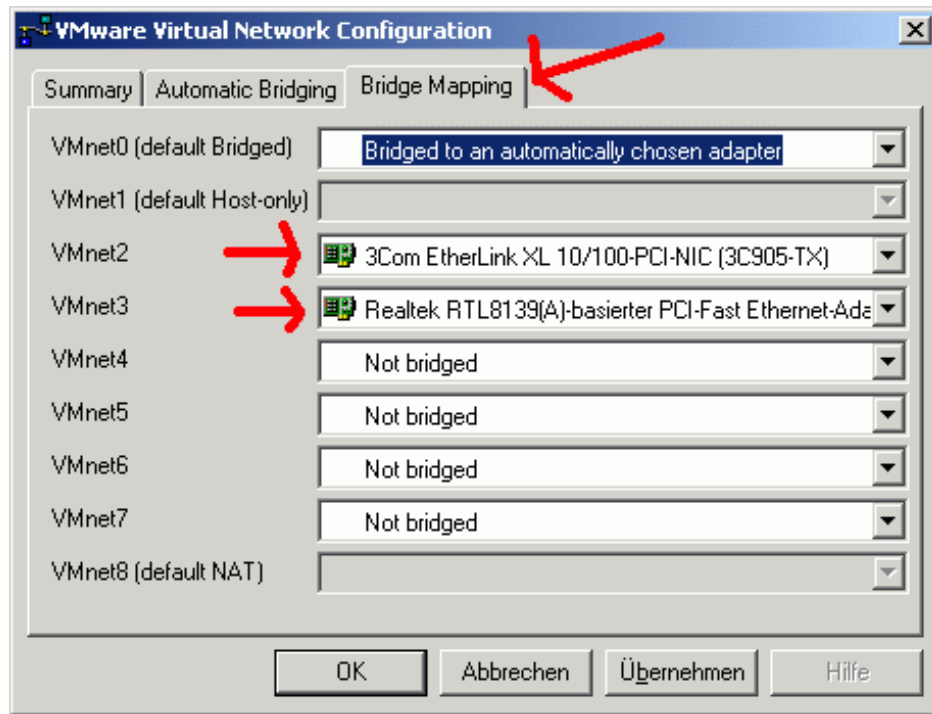 VMware Virtual Network Configuration
Summary Automatic Bridging Bridge Mapping
VMnet0 (default Bridged) Bridged to an automatically chosen adapter
VMnet1 (default Host-only)
VMnet2 3Com EtherLink XL 10/100-PCI-NIC (3C905-TX)
VMnet3 Realtek RTL8139(A)-basierter PCI-Fast Ethernet-Ada
VMnet4 Not bridged
VMnet5 Not bridged
VMnet6 Not bridged
VMnet7 Not bridged
VMnet8 (default NAT)
OK Abbrechen Übernehmen Hilfe